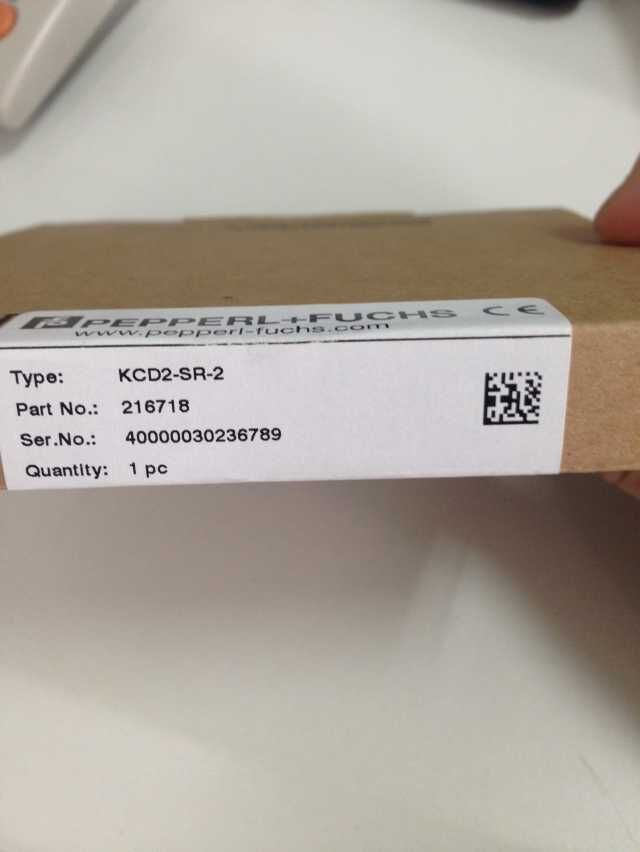 PEPPERL+FUCHS CE
www.pepperl-fuchs.com
Type: KCD2-SR-2
Part No.: 216718
Ser.No.: 40000030236789
Quantity: 1 pc